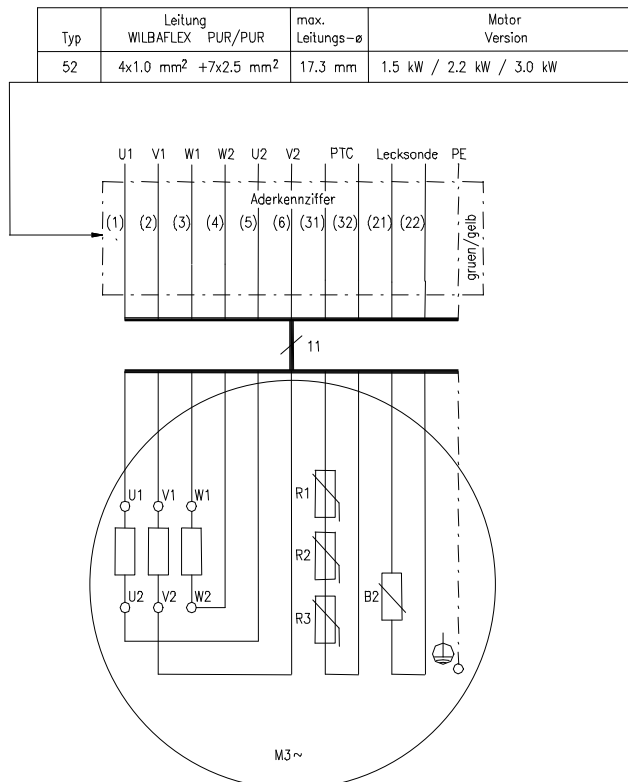 Typ Leitung WILBAFLEX PUR/PUR max. Leitungs-ø Motor Version
52 4x1.0 mm² +7x2.5 mm² 17.3 mm 1.5 kW / 2.2 kW / 3.0 kW
U1 V1 W1 W2 U2 V2 PTC Lecksonde PE
Aderkennziffer
(1) (2) (3) (4) (5) (6) (31) (32) (21) (22)
gruen/gelb
11
U1 V1 W1
R1
R2
U2 V2 W2
R3
B2
M3~